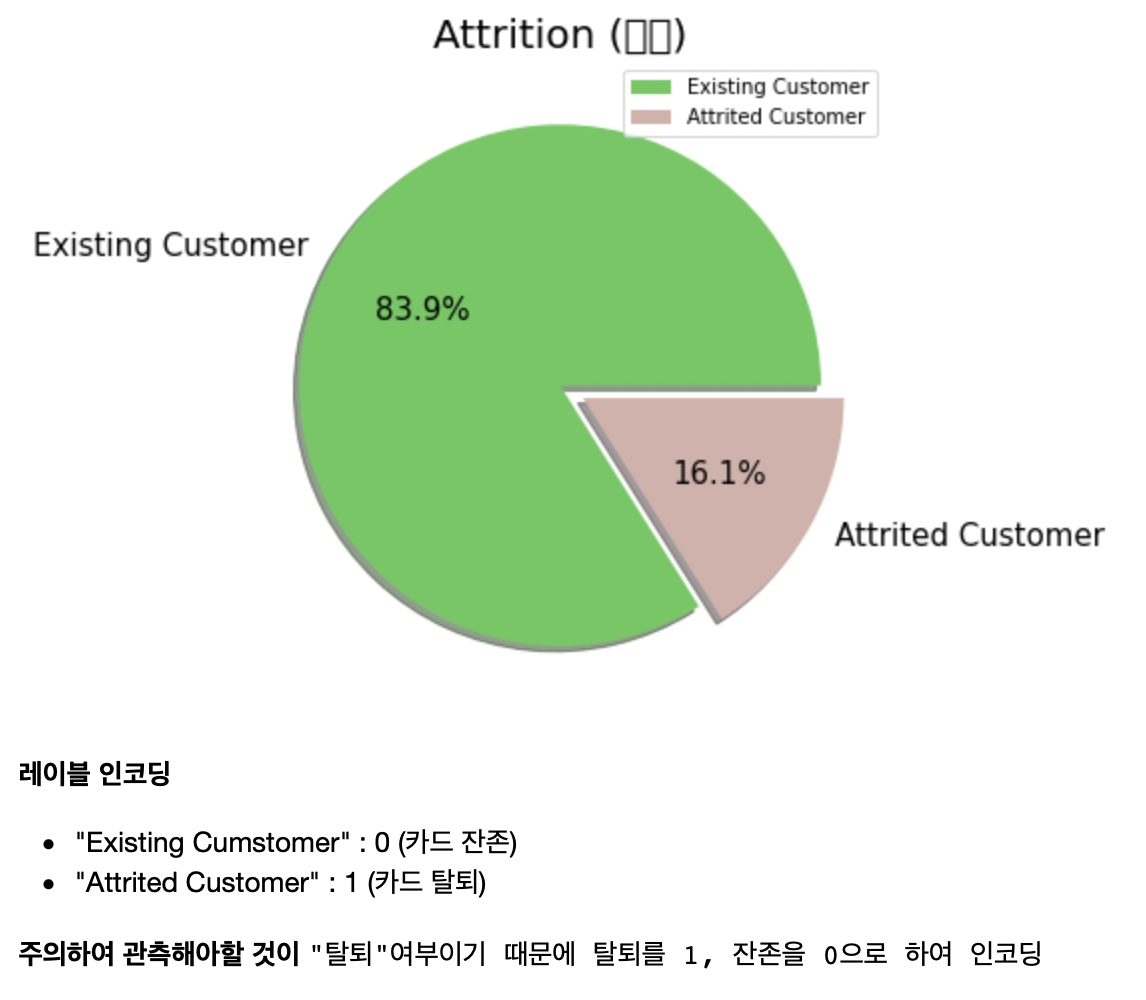 Attrition (□□)
Existing Customer
Attrited Customer
Existing Customer
83.9%
16.1%
Attrited Customer
레이블 인코딩
• "Existing Cumstomer" : 0 (카드 잔존)
• "Attrited Customer" : 1 (카드 탈퇴)
주의하여 관측해야할 것이 "탈퇴"여부이기 때문에 탈퇴를 1, 잔존을 0으로 하여 인코딩